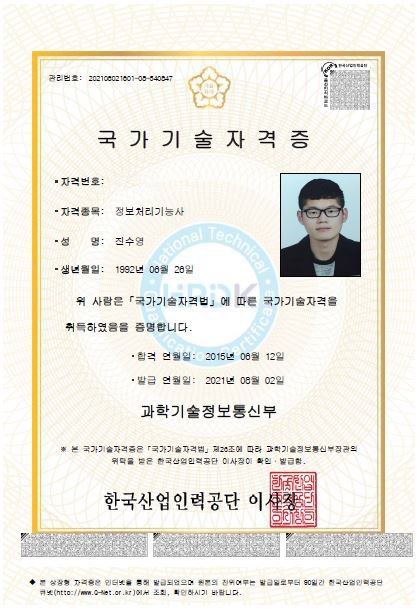 관리번호: 202108021601-08-640847
국가기술자격증
· 자격번호:
· 자격종목: 정보처리기능사
· 성 명: 진수영
· 생년월일: 1992년 06월 26일
위 사람은 「국가기술자격법」에 따른 국가기술자격을
취득하였음을 증명합니다.
· 합격 연월일: 2015년 06월 12일
· 발급 연월일: 2021년 08월 02일
과학기술정보통신부
※ 본 국가기술자격증은 「국가기술자격법」 제26조에 따라 과학기술정보통신부장관의
위탁을 받은 한국산업인력공단 이사장이 확인 · 발급함.
한국산업인력공단 이사장
◆ 본 상장형 자격증은 인터넷을 통해 발급되었으며 원본의 진위여부는 발급일로부터 90일간 한국산업인력공단
큐넷(http://www.Q-Net.or.kr)에서 조회, 확인하시기 바랍니다.